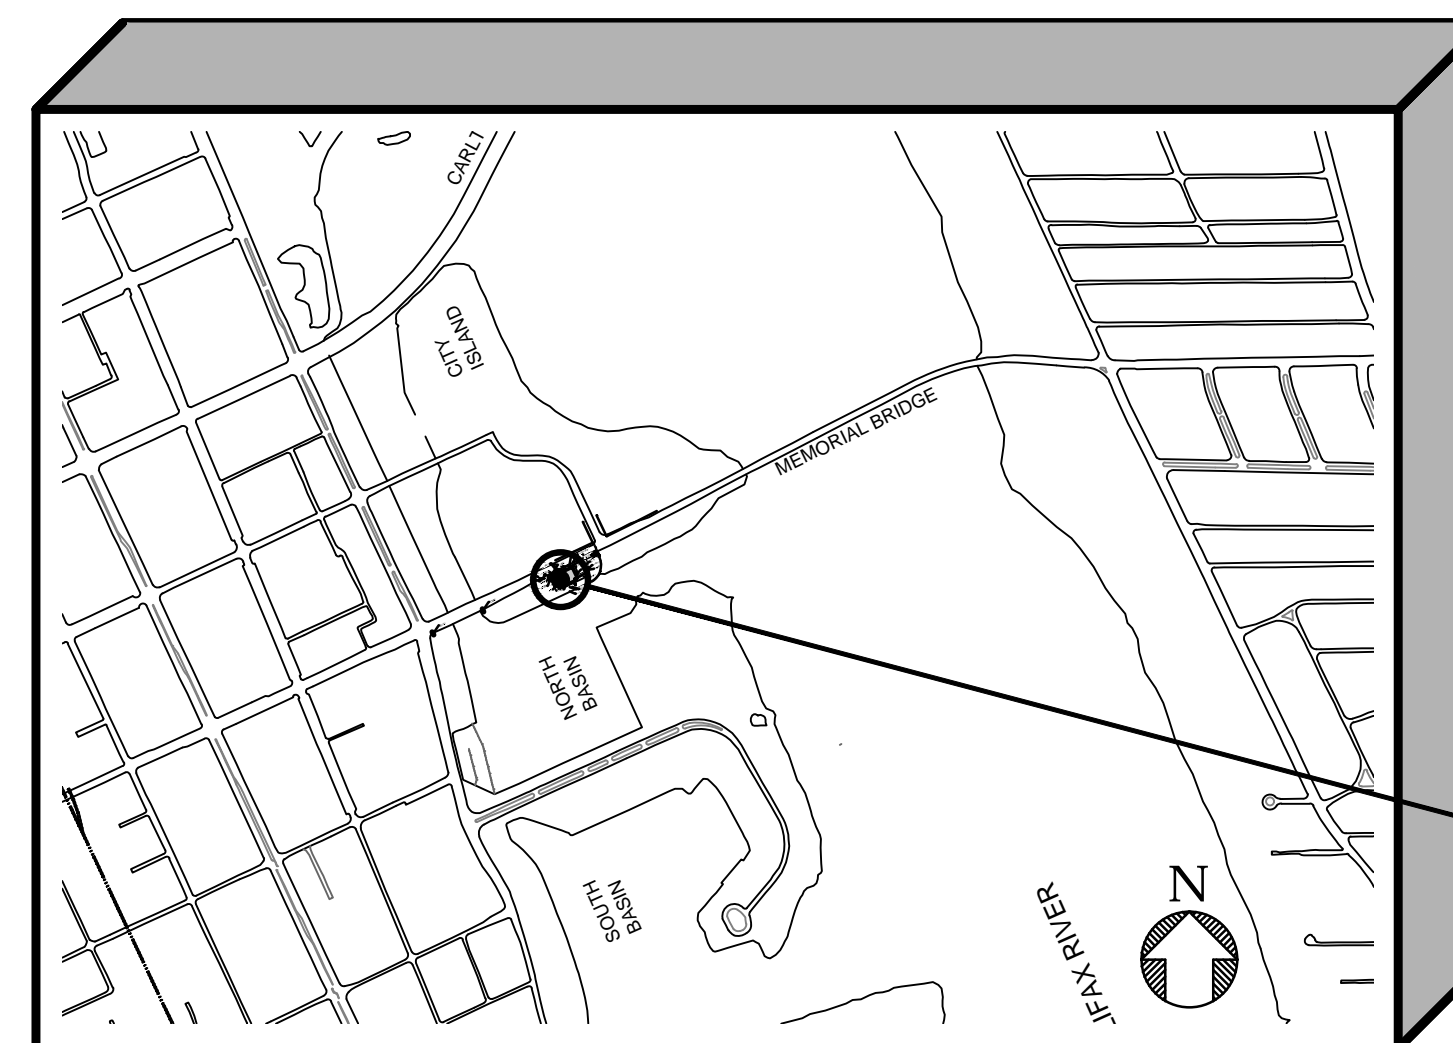 CARLT
CITY
ISLAND
MEMORIAL BRIDGE
NORTH
BASIN
SOUTH
BASIN
N
LIFAX RIVER